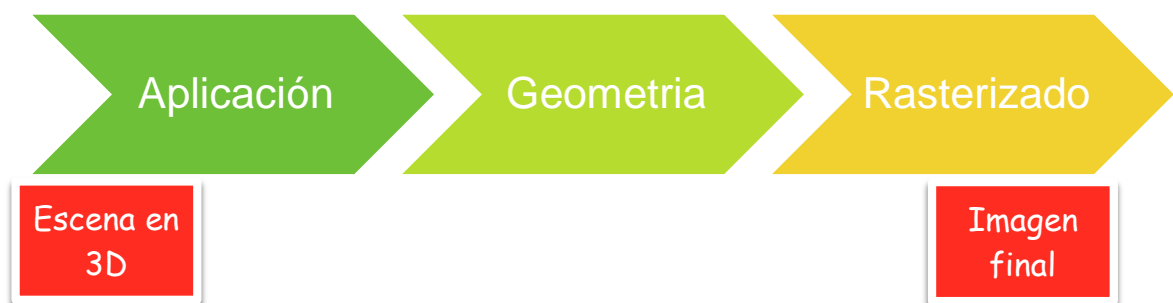 Aplicación
Geometria
Rasterizado
Escena en
3D
Imagen
final